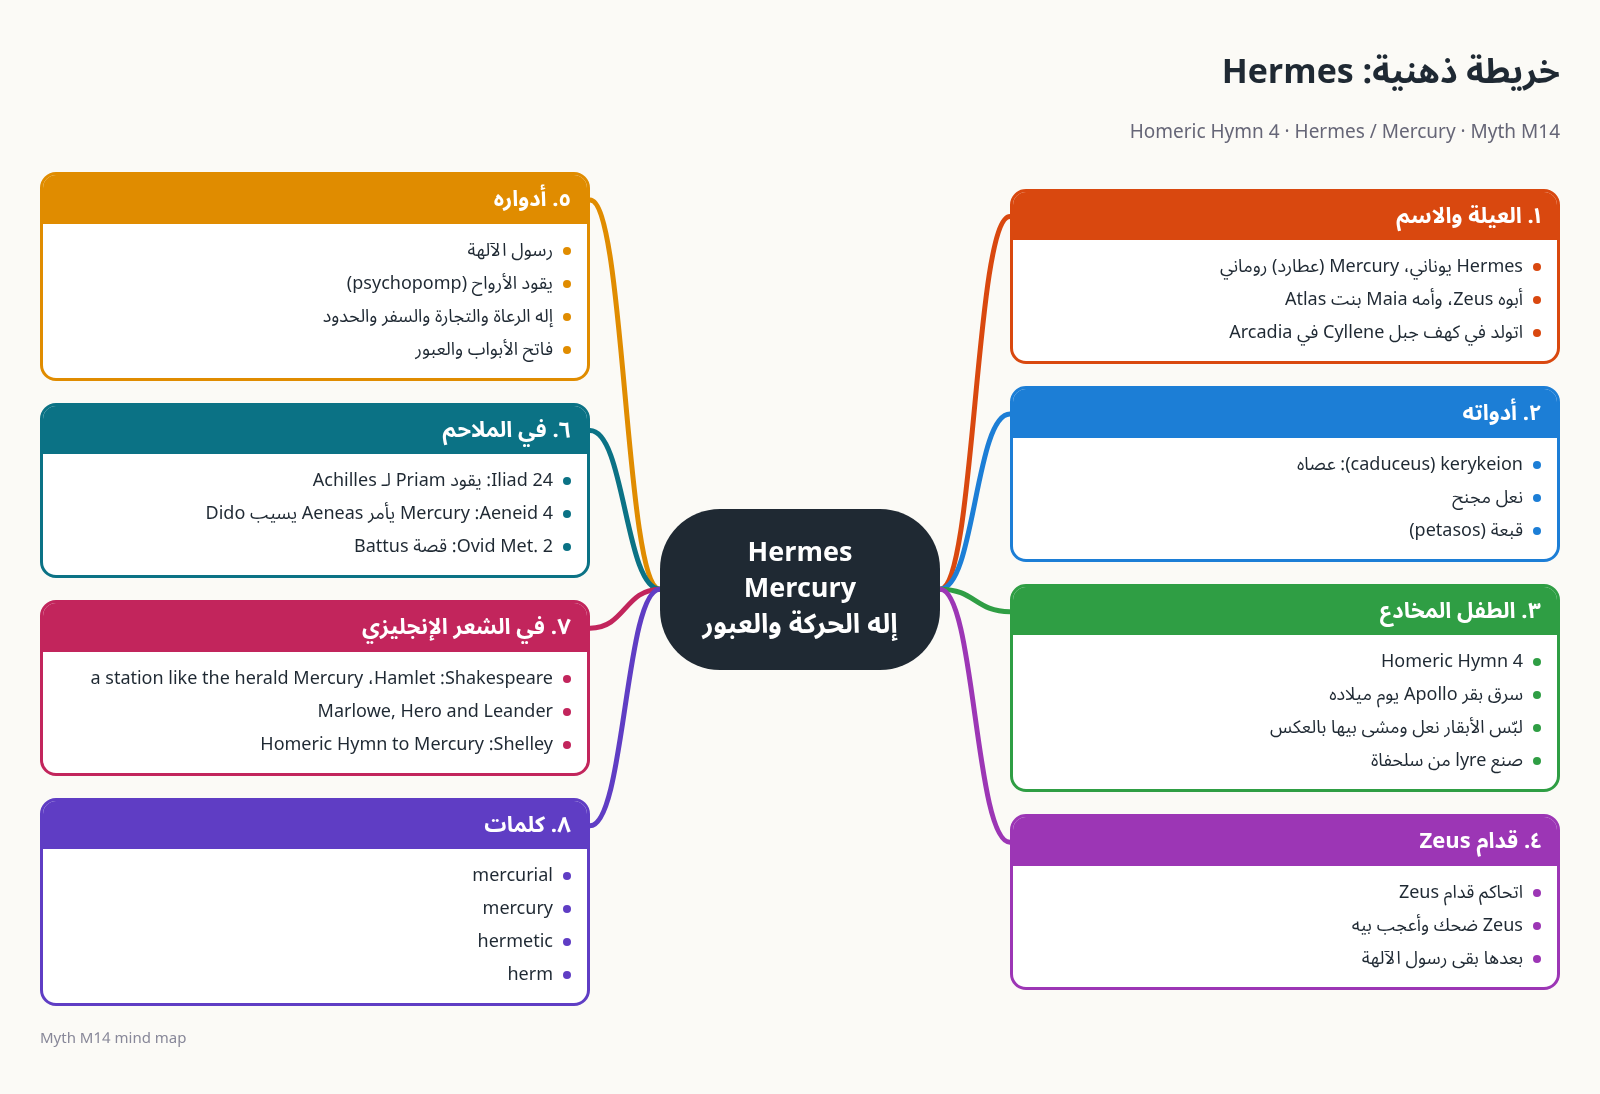 خريطة ذهنية: Hermes
Homeric Hymn 4 · Hermes / Mercury · Myth M14
١. العيلة والاسم
Hermes يوناني، Mercury (عطارد) روماني
أبوه Zeus، وأمه Maia بنت Atlas
اتولد في كهف جبل Cyllene في Arcadia
٢. أدواته
kerykeion (caduceus): عصاه
نعل مجنح
قبعة (petasos)
٣. الطفل المخادع
Homeric Hymn 4
سرق بقر Apollo يوم ميلاده
لبّس الأبقار نعل ومشى بيها بالعكس
صنع lyre من سلحفاة
٤. قدام Zeus
اتحاكم قدام Zeus
Zeus ضحك وأعجب بيه
بعدها بقى رسول الآلهة
Hermes
Mercury
إله الحركة والعبور
٥. أدواره
رسول الآلهة
يقود الأرواح (psychopomp)
إله الرعاة والتجارة والسفر والحدود
فاتح الأبواب والعبور
٦. في الملاحم
Iliad 24: يقود Priam لـ Achilles
Aeneid 4: Mercury يأمر Aeneas يسيب Dido
Ovid Met. 2: قصة Battus
٧. في الشعر الإنجليزي
Shakespeare: Hamlet، a station like the herald Mercury
Marlowe, Hero and Leander
Shelley: Homeric Hymn to Mercury
٨. كلمات
mercurial
mercury
hermetic
herm
Myth M14 mind map